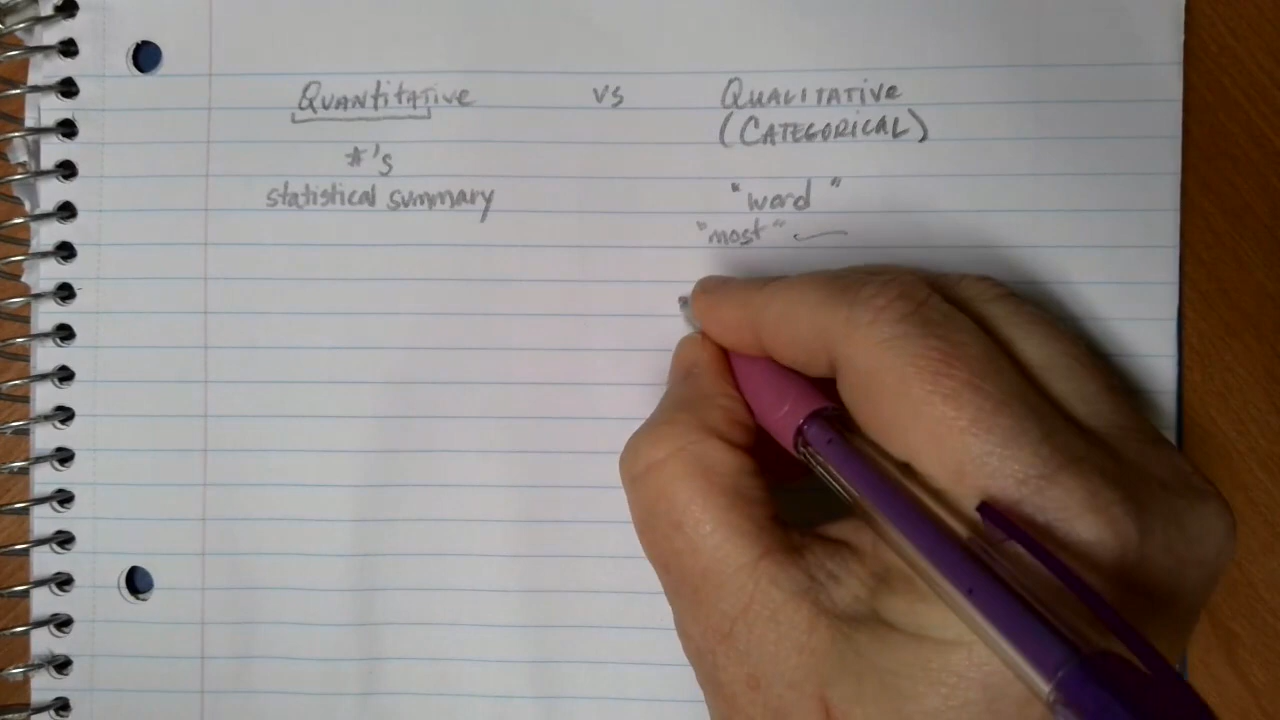 Quantitative vs Qualitative
(Categorical)
#'s
statistical summary
"word"
"most"